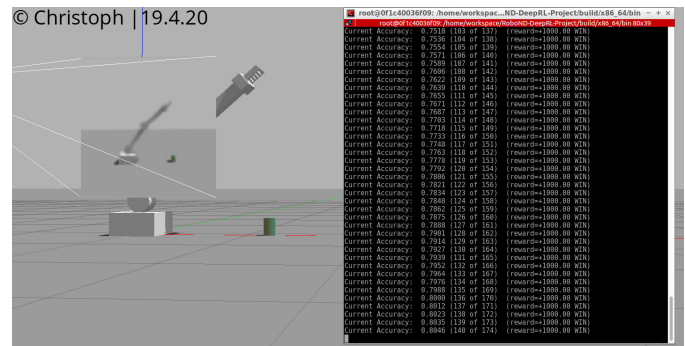 © Christoph |19.4.20
root@0f1c40036f09: /home/workspac...ND-DeepRL-Project/build/x86_64/bin
root@0f1c40036f09: /home/workspace/RoboND-DeepRL-Project/build/x86_64/bin 80x39
Current Accuracy:  0.7518 (103 of 137)  (reward=+1000.00 WIN)
Current Accuracy:  0.7536 (104 of 138)  (reward=+1000.00 WIN)
Current Accuracy:  0.7554 (105 of 139)  (reward=+1000.00 WIN)
Current Accuracy:  0.7571 (106 of 140)  (reward=+1000.00 WIN)
Current Accuracy:  0.7589 (107 of 141)  (reward=+1000.00 WIN)
Current Accuracy:  0.7606 (108 of 142)  (reward=+1000.00 WIN)
Current Accuracy:  0.7622 (109 of 143)  (reward=+1000.00 WIN)
Current Accuracy:  0.7639 (110 of 144)  (reward=+1000.00 WIN)
Current Accuracy:  0.7655 (111 of 145)  (reward=+1000.00 WIN)
Current Accuracy:  0.7671 (112 of 146)  (reward=+1000.00 WIN)
Current Accuracy:  0.7687 (113 of 147)  (reward=+1000.00 WIN)
Current Accuracy:  0.7703 (114 of 148)  (reward=+1000.00 WIN)
Current Accuracy:  0.7718 (115 of 149)  (reward=+1000.00 WIN)
Current Accuracy:  0.7733 (116 of 150)  (reward=+1000.00 WIN)
Current Accuracy:  0.7748 (117 of 151)  (reward=+1000.00 WIN)
Current Accuracy:  0.7763 (118 of 152)  (reward=+1000.00 WIN)
Current Accuracy:  0.7778 (119 of 153)  (reward=+1000.00 WIN)
Current Accuracy:  0.7792 (120 of 154)  (reward=+1000.00 WIN)
Current Accuracy:  0.7806 (121 of 155)  (reward=+1000.00 WIN)
Current Accuracy:  0.7821 (122 of 156)  (reward=+1000.00 WIN)
Current Accuracy:  0.7834 (123 of 157)  (reward=+1000.00 WIN)
Current Accuracy:  0.7848 (124 of 158)  (reward=+1000.00 WIN)
Current Accuracy:  0.7862 (125 of 159)  (reward=+1000.00 WIN)
Current Accuracy:  0.7875 (126 of 160)  (reward=+1000.00 WIN)
Current Accuracy:  0.7888 (127 of 161)  (reward=+1000.00 WIN)
Current Accuracy:  0.7901 (128 of 162)  (reward=+1000.00 WIN)
Current Accuracy:  0.7914 (129 of 163)  (reward=+1000.00 WIN)
Current Accuracy:  0.7927 (130 of 164)  (reward=+1000.00 WIN)
Current Accuracy:  0.7939 (131 of 165)  (reward=+1000.00 WIN)
Current Accuracy:  0.7952 (132 of 166)  (reward=+1000.00 WIN)
Current Accuracy:  0.7964 (133 of 167)  (reward=+1000.00 WIN)
Current Accuracy:  0.7976 (134 of 168)  (reward=+1000.00 WIN)
Current Accuracy:  0.7988 (135 of 169)  (reward=+1000.00 WIN)
Current Accuracy:  0.8000 (136 of 170)  (reward=+1000.00 WIN)
Current Accuracy:  0.8012 (137 of 171)  (reward=+1000.00 WIN)
Current Accuracy:  0.8023 (138 of 172)  (reward=+1000.00 WIN)
Current Accuracy:  0.8035 (139 of 173)  (reward=+1000.00 WIN)
Current Accuracy:  0.8046 (140 of 174)  (reward=+1000.00 WIN)